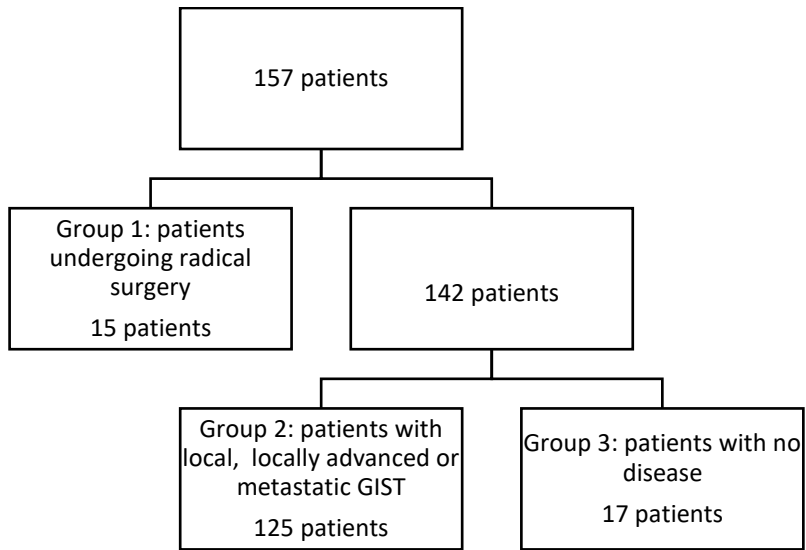 157 patients
Group 1: patients
undergoing radical
surgery
15 patients
142 patients
Group 2: patients with
local, locally advanced or
metastatic GIST
125 patients
Group 3: patients with no
disease
17 patients